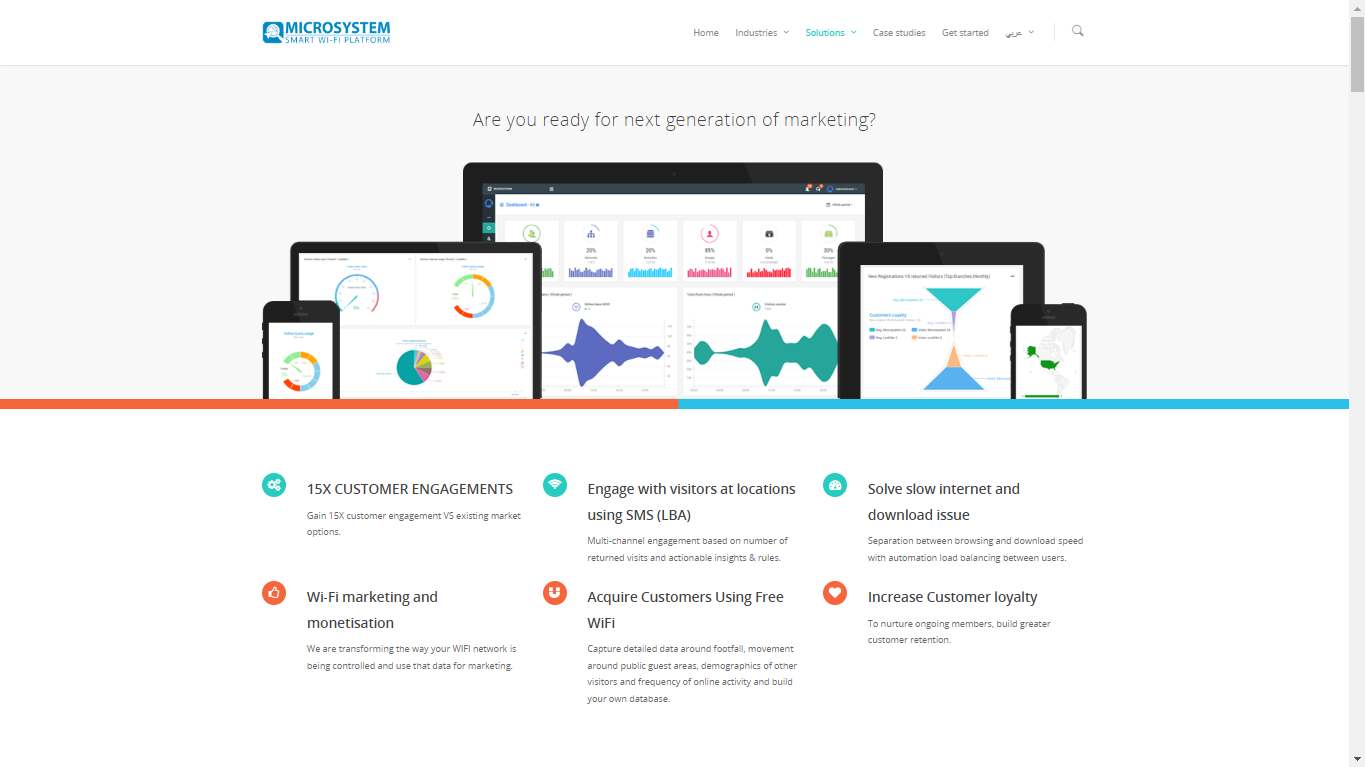 MICROSYSTEM
SMART WI-FI PLATFORM
Home
Industries
Solutions
Case studies
Get started
عربي
Are you ready for next generation of marketing?
MICROSYSTEM
Dashboard - All
20%
20%
85%
0%
30%
New Registrations VS returned Visitors (Top Branches Monthly)
Customers Loyalty
15X CUSTOMER ENGAGEMENTS
Gain 15X customer engagement VS existing market
options.
Engage with visitors at locations
using SMS (LBA)
Multi-channel engagement based on number of
returned visits and actionable insights & rules.
Solve slow internet and
download issue
Separation between browsing and download speed
with automation load balancing between users.
Wi-Fi marketing and
monetisation
We are transforming the way your WIFI network is
being controlled and use that data for marketing.
Acquire Customers Using Free
WiFi
Capture detailed data around footfall, movement
around public guest areas, demographics of other
visitors and frequency of online activity and build
your own database.
Increase Customer loyalty
To nurture ongoing members, build greater
customer retention.